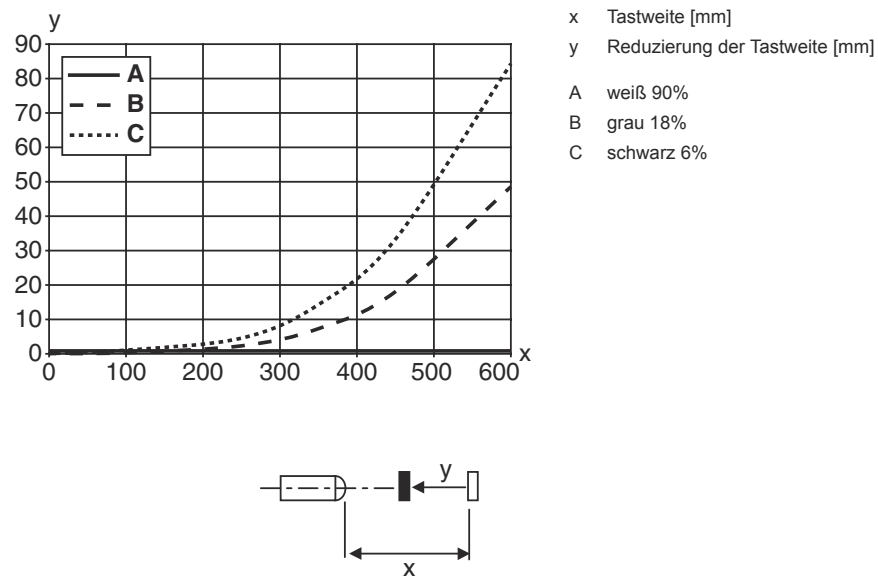 y
90
80
70
60
50
40
30
20
10
0
A
B
C
0 100 200 300 400 500 600 x
x Tastweite [mm]
y Reduzierung der Tastweite [mm]
A weiß 90%
B grau 18%
C schwarz 6%
y
x